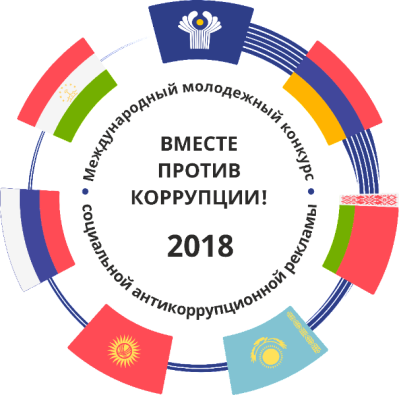 Международный молодежный конкурс
ВМЕСТЕ
ПРОТИВ
КОРРУПЦИИ!
2018
социальной антикоррупционной рекламы